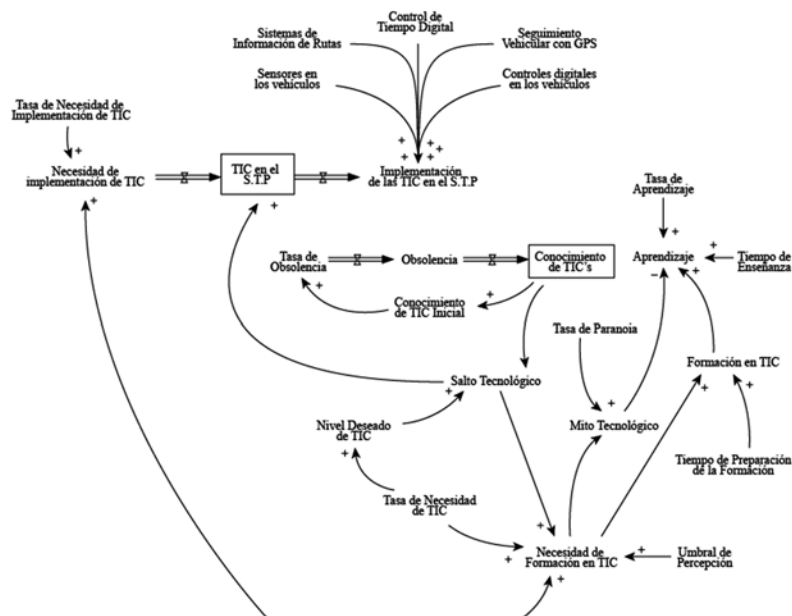 Control de
Tiempo Digital
Sistemas de
Información de Rutas
Seguimiento
Vehicular con GPS
Sensores en
los vehículos
Controles digitales
en los vehículos
Tasa de Necesidad de
Implementación de TIC
+
+ + + + +
Necesidad de
implementación de TIC
+
TIC en el
S.T.P
+
Implementación
de las TIC en el S.T.P
Tasa de
Aprendizaje
+
Tasa de
Obsolencia
+
Obsolencia
Conocimiento
de TIC's
Aprendizaje
+
−
+
Tiempo de
Enseñanza
Conocimiento
de TIC Inicial
+
Tasa de Paranoia
+
Formación en TIC
+
+
Salto Tecnológico
+
Nivel Deseado
de TIC
+
Mito Tecnológico
Tiempo de Preparación
de la Formación
Tasa de Necesidad
de TIC
+
+
Necesidad de
Formación en TIC
+
+
Umbral de
Percepción